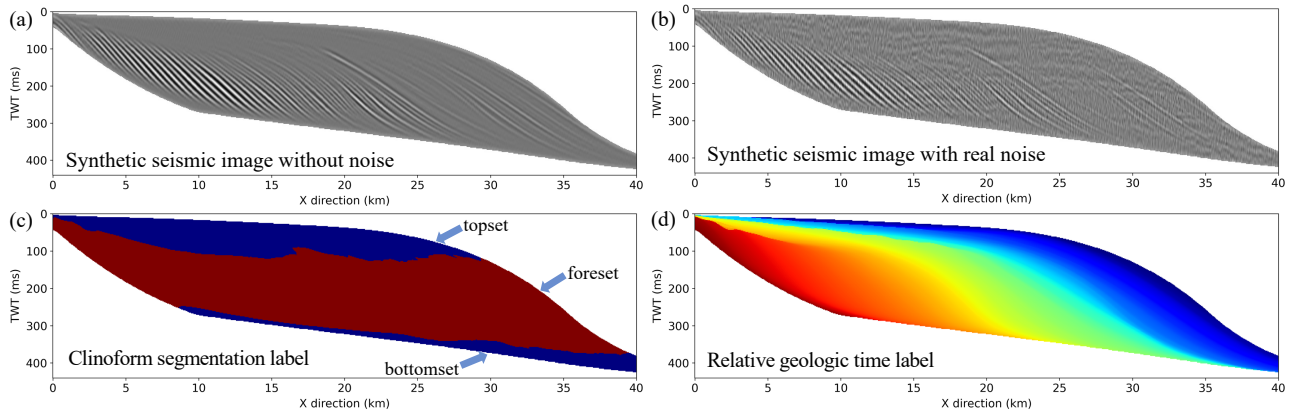 (a)
0
100
200
300
400
TWT (ms)
Synthetic seismic image without noise
0 5 10 15 20 25 30 35 40
X direction (km)
(b)
0
100
200
300
400
TWT (ms)
Synthetic seismic image with real noise
0 5 10 15 20 25 30 35 40
X direction (km)
(c)
0
100
200
300
400
TWT (ms)
topset
foreset
Clinoform segmentation label
bottomset
0 5 10 15 20 25 30 35 40
X direction (km)
(d)
0
100
200
300
400
TWT (ms)
Relative geologic time label
0 5 10 15 20 25 30 35 40
X direction (km)